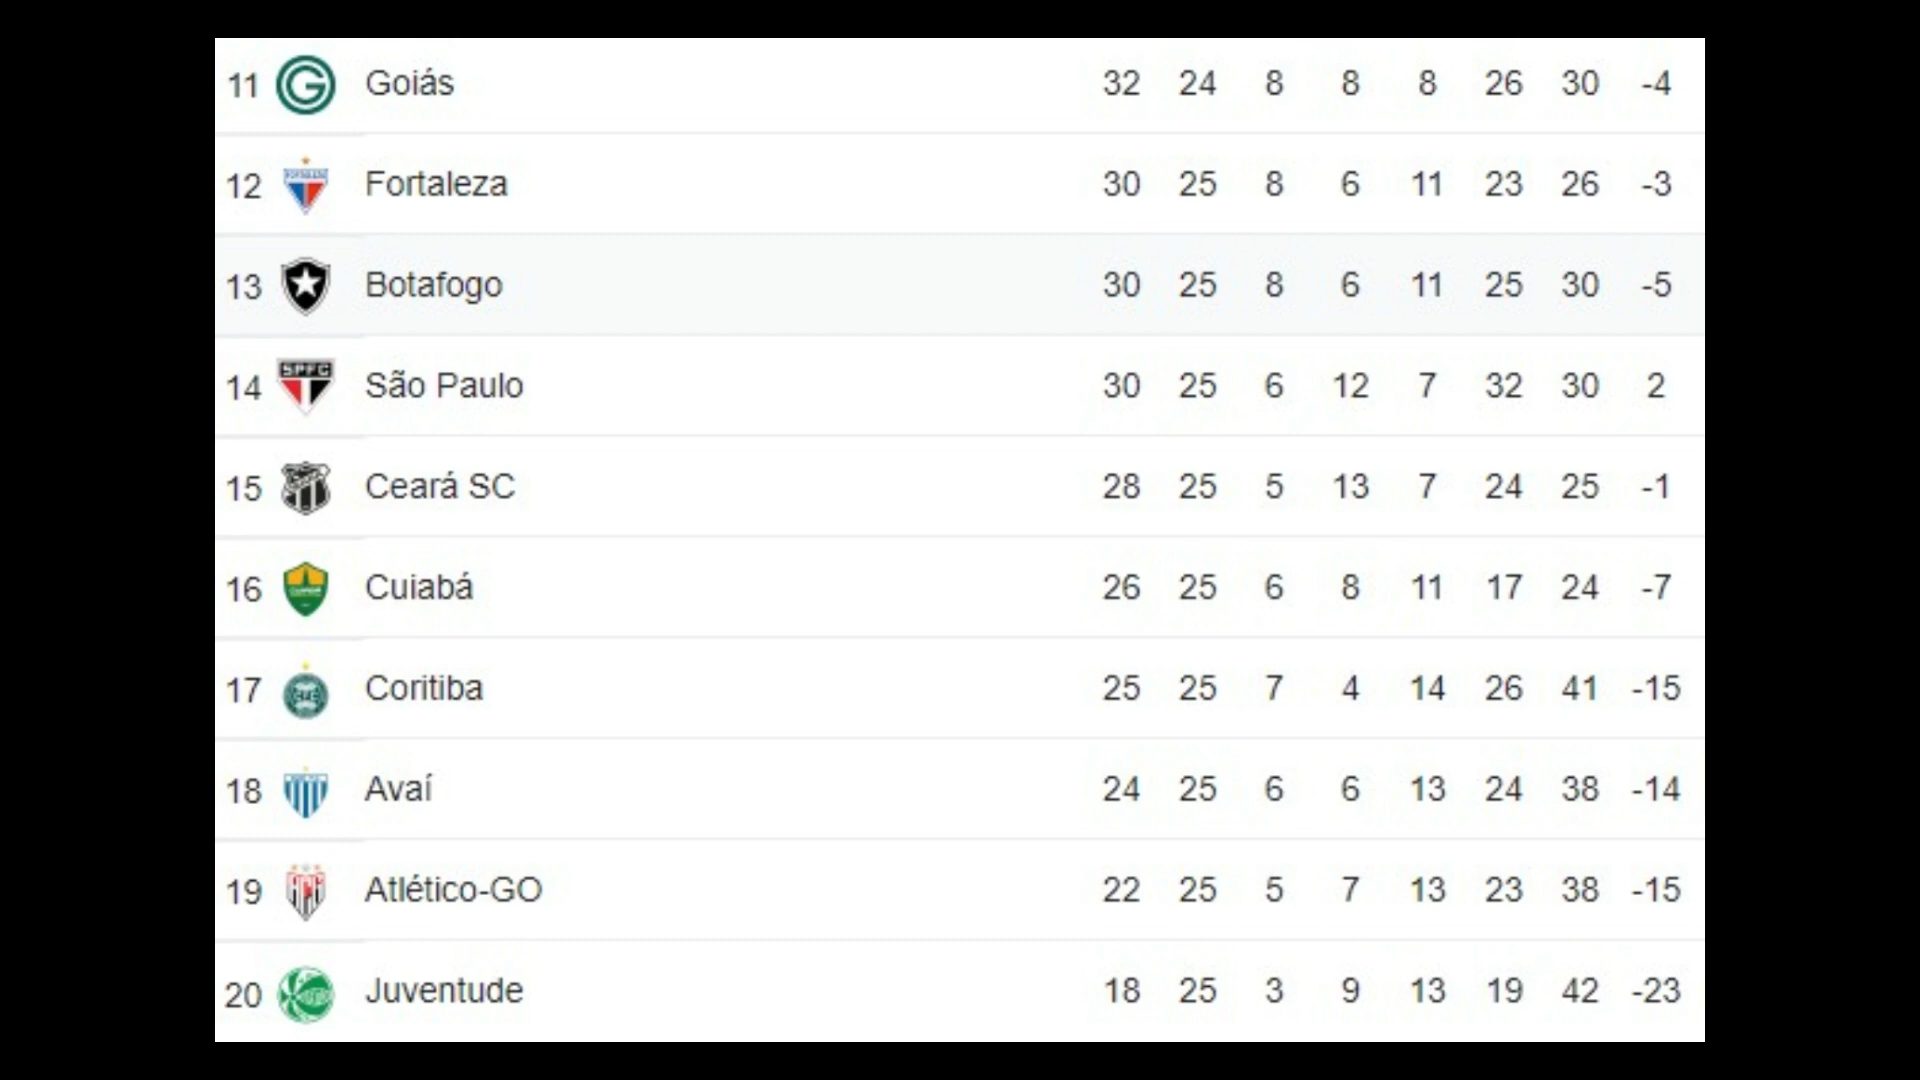 11 Goiás 32 24 8 8 8 26 30 -4
12 Fortaleza 30 25 8 6 11 23 26 -3
13 Botafogo 30 25 8 6 11 25 30 -5
SPFC
14 São Paulo 30 25 6 12 7 32 30 2
15 Ceará SC 28 25 5 13 7 24 25 -1
16 Cuiabá 26 25 6 8 11 17 24 -7
17 Coritiba 25 25 7 4 14 26 41 -15
18 Avaí 24 25 6 6 13 24 38 -14
19 Atlético-GO 22 25 5 7 13 23 38 -15
20 Juventude 18 25 3 9 13 19 42 -23